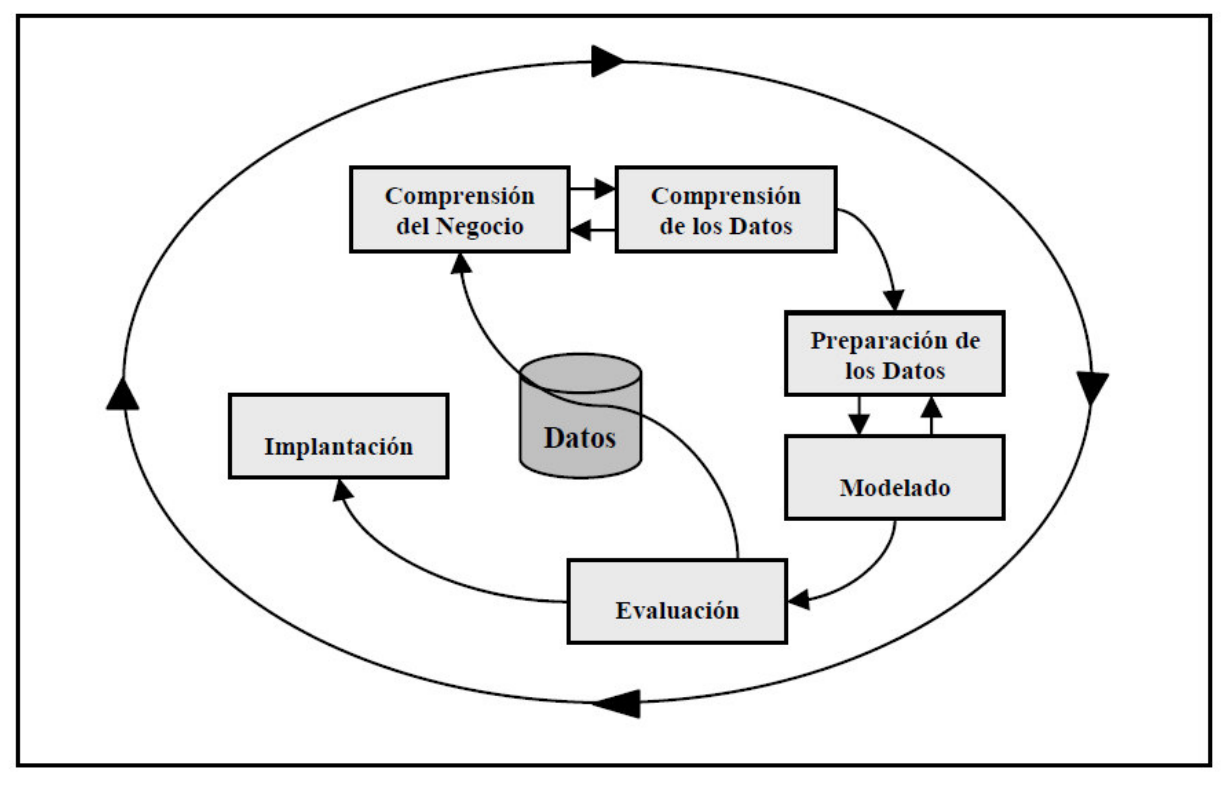 Comprensión
del Negocio
Comprensión
de los Datos
Preparación de
los Datos
Implantación
Datos
Modelado
Evaluación